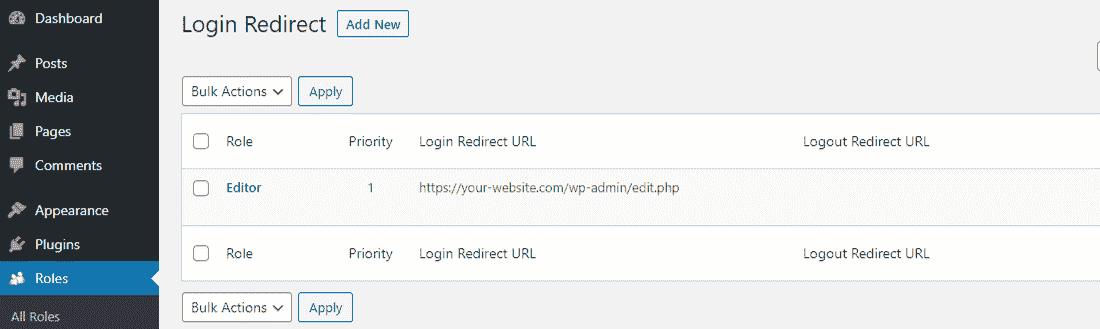 Dashboard
Posts
Media
Pages
Comments
Appearance
Plugins
Roles
All Roles
Login Redirect Add New
Bulk Actions Apply
Role Priority Login Redirect URL Logout Redirect URL
Editor 1 https://your-website.com/wp-admin/edit.php
Role Priority Login Redirect URL Logout Redirect URL
Bulk Actions Apply